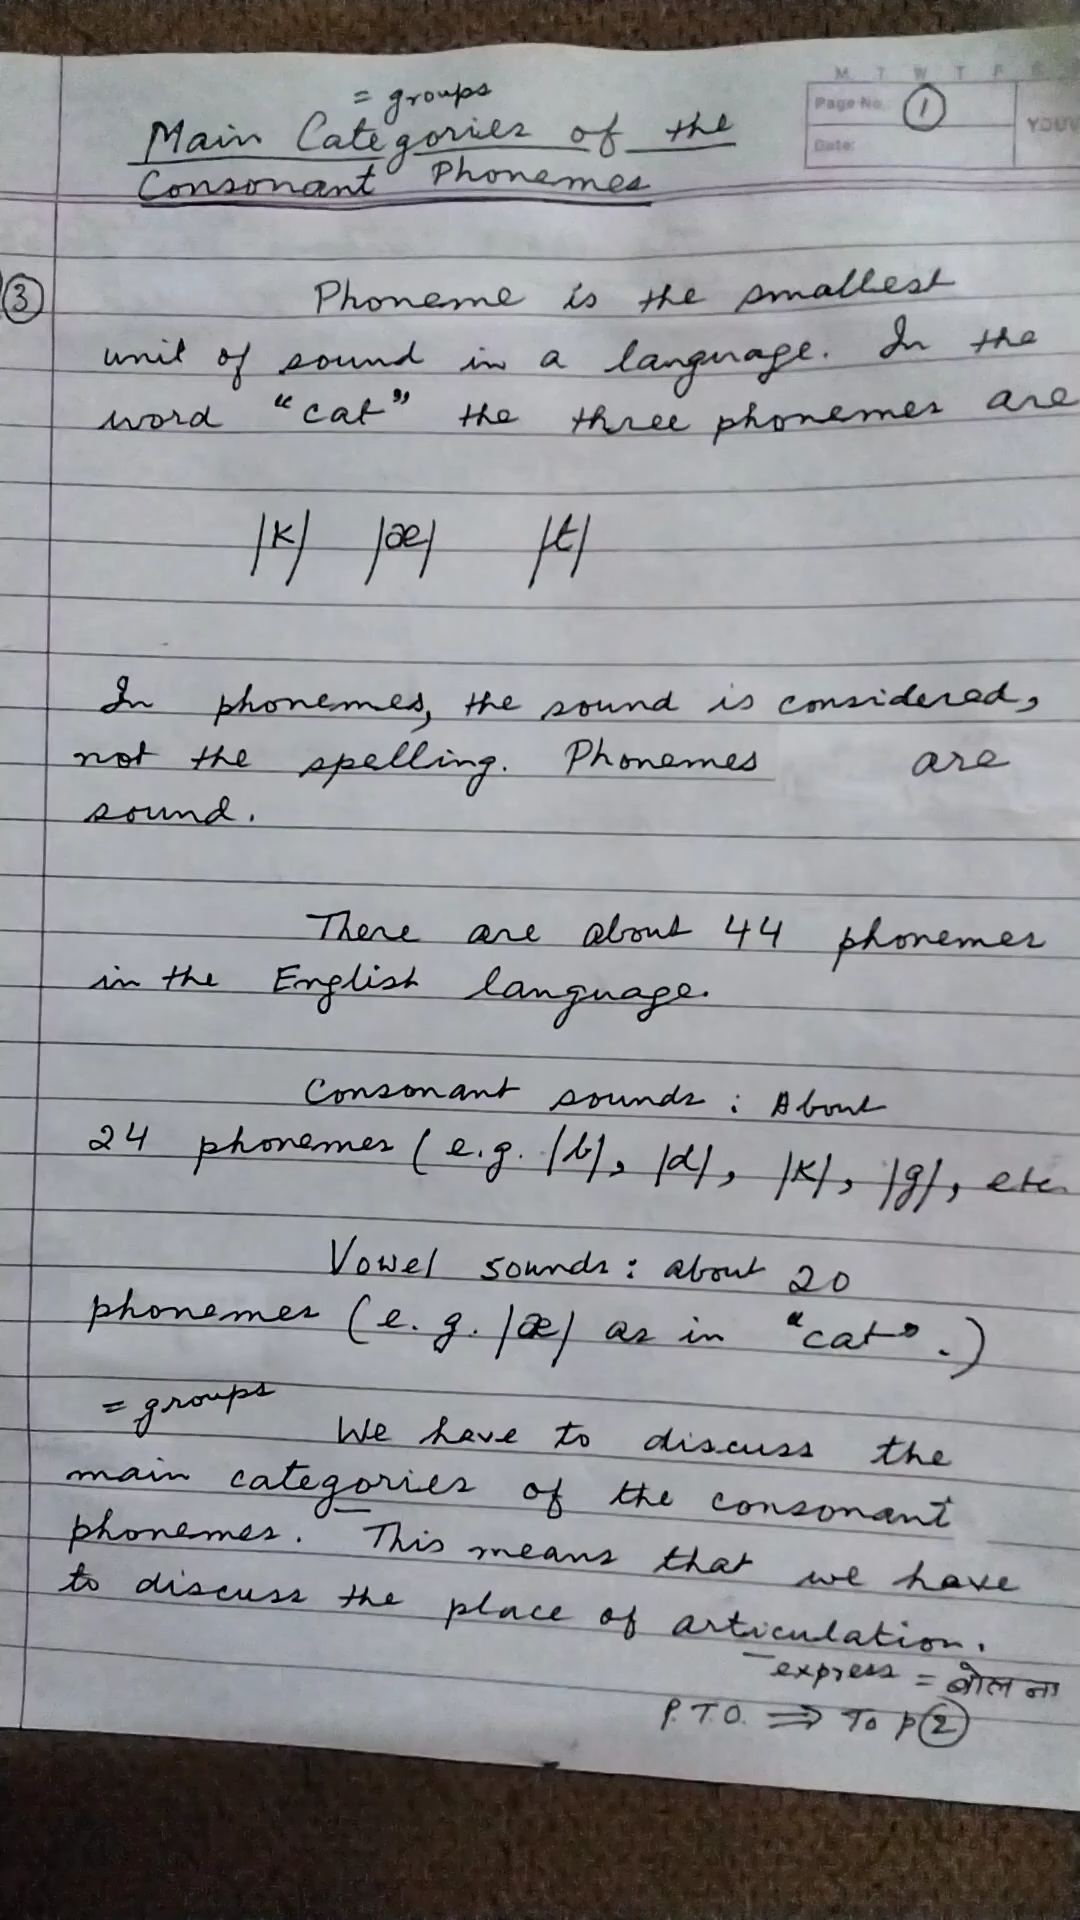 M T W T F S
Page No. 1
YOUV
Date:
= groups
Main Categories of the
Consonant Phonemes
3
Phoneme is the smallest
unit of sound in a language. In the
word "cat" the three phonemes are
/k/ /æ/ /t/
In phonemes, the sound is considered,
not the spelling. Phonemes are
sound.
There are about 44 phonemes
in the English language.
Consonant sounds : About
24 phonemes (e.g. /b/, /d/, /k/, /g/, etc.
Vowel sounds : about 20
phonemes (e.g. /æ/ as in "cat".)
= groups
We have to discuss the
main categories of the consonant
phonemes. This means that we have
to discuss the place of articulation.
express = बोलना
P.T.O. ⇒ To p 2